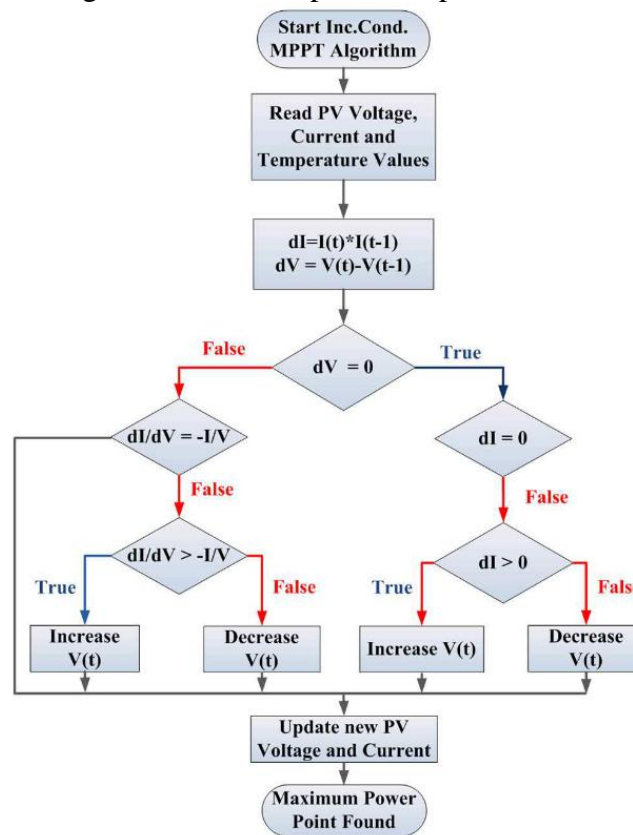 Start Inc.Cond.
MPPT Algorithm
Read PV Voltage,
Current and
Temperature Values
dI=I(t)*I(t-1)
dV = V(t)-V(t-1)
False
dV = 0
True
dI/dV = -I/V
dI = 0
False
False
dI/dV > -I/V
dI > 0
True
False
True
False
Increase
V(t)
Decrease
V(t)
Increase V(t)
Decrease
V(t)
Update new PV
Voltage and Current
Maximum Power
Point Found